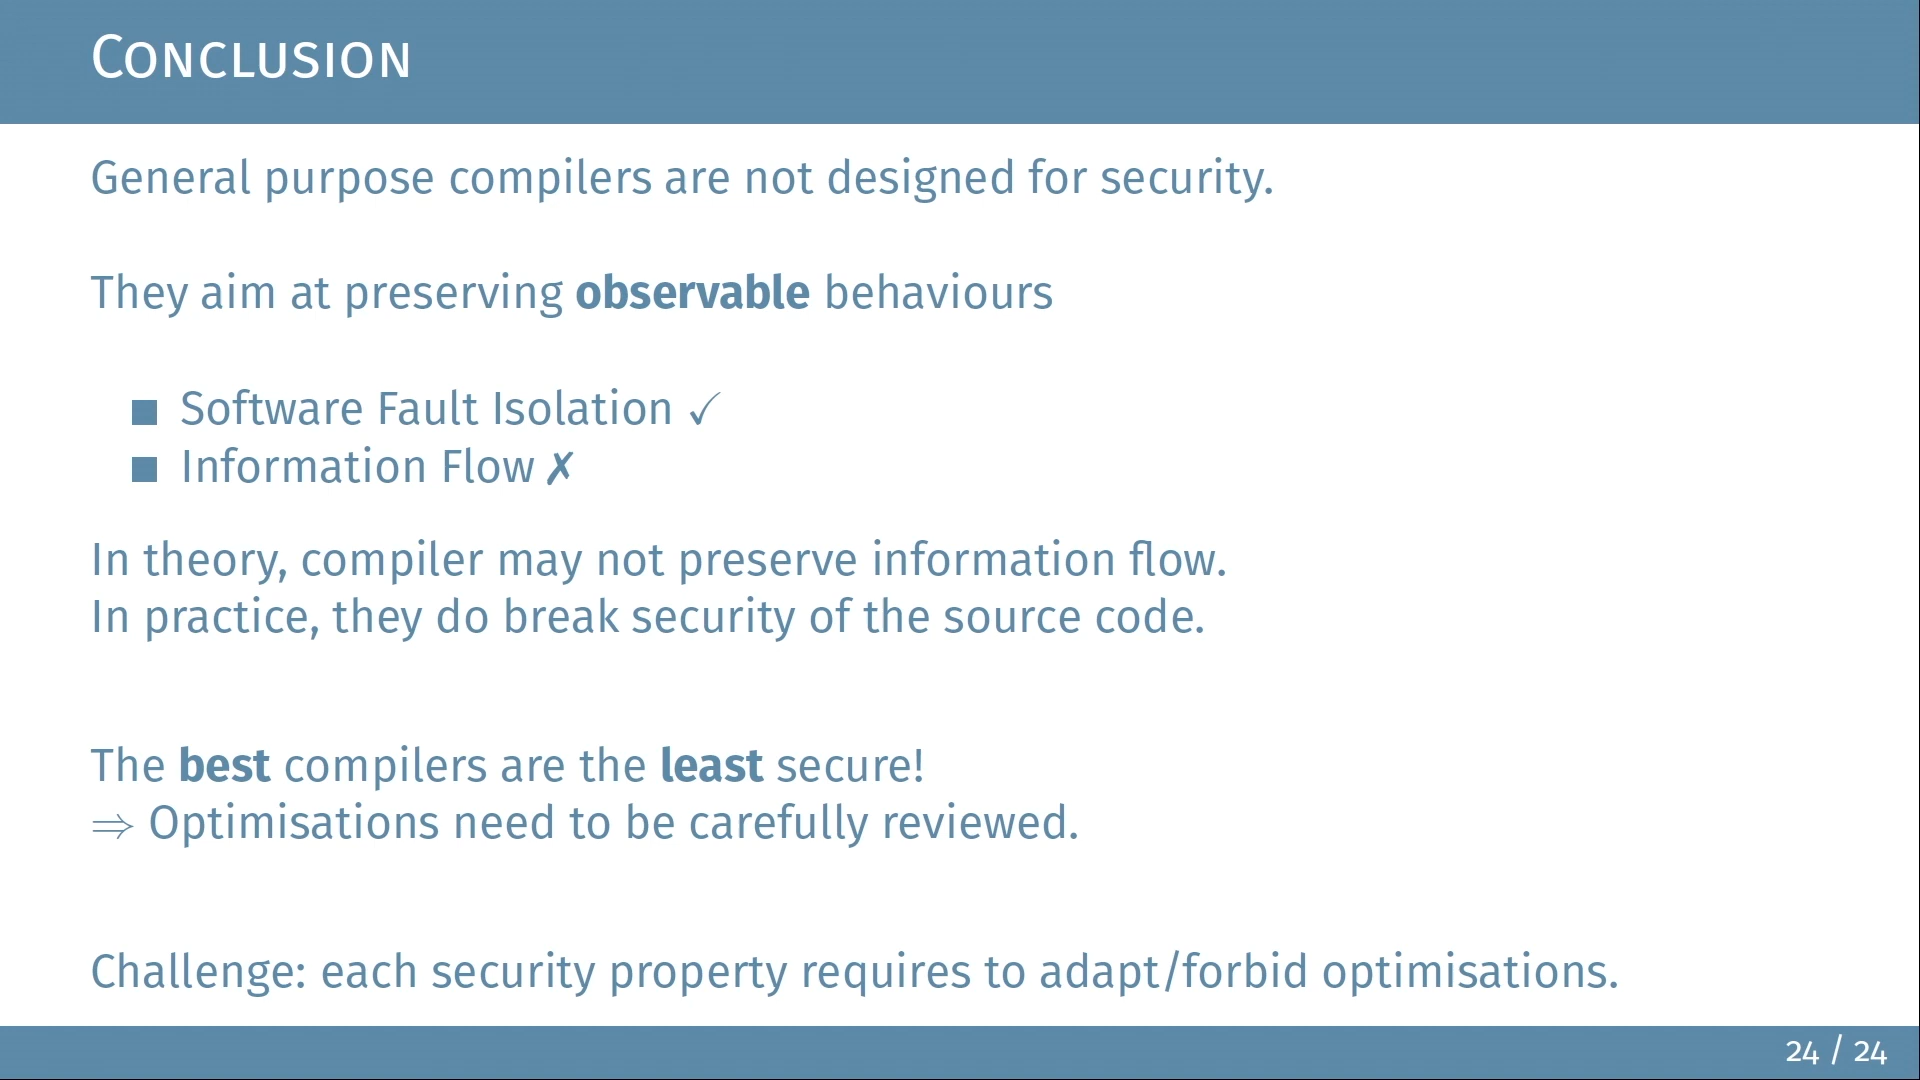 Conclusion
General purpose compilers are not designed for security.
They aim at preserving observable behaviours
■ Software Fault Isolation ✓
■ Information Flow ✗
In theory, compiler may not preserve information flow.
In practice, they do break security of the source code.
The best compilers are the least secure!
⇒ Optimisations need to be carefully reviewed.
Challenge: each security property requires to adapt/forbid optimisations.
24 / 24